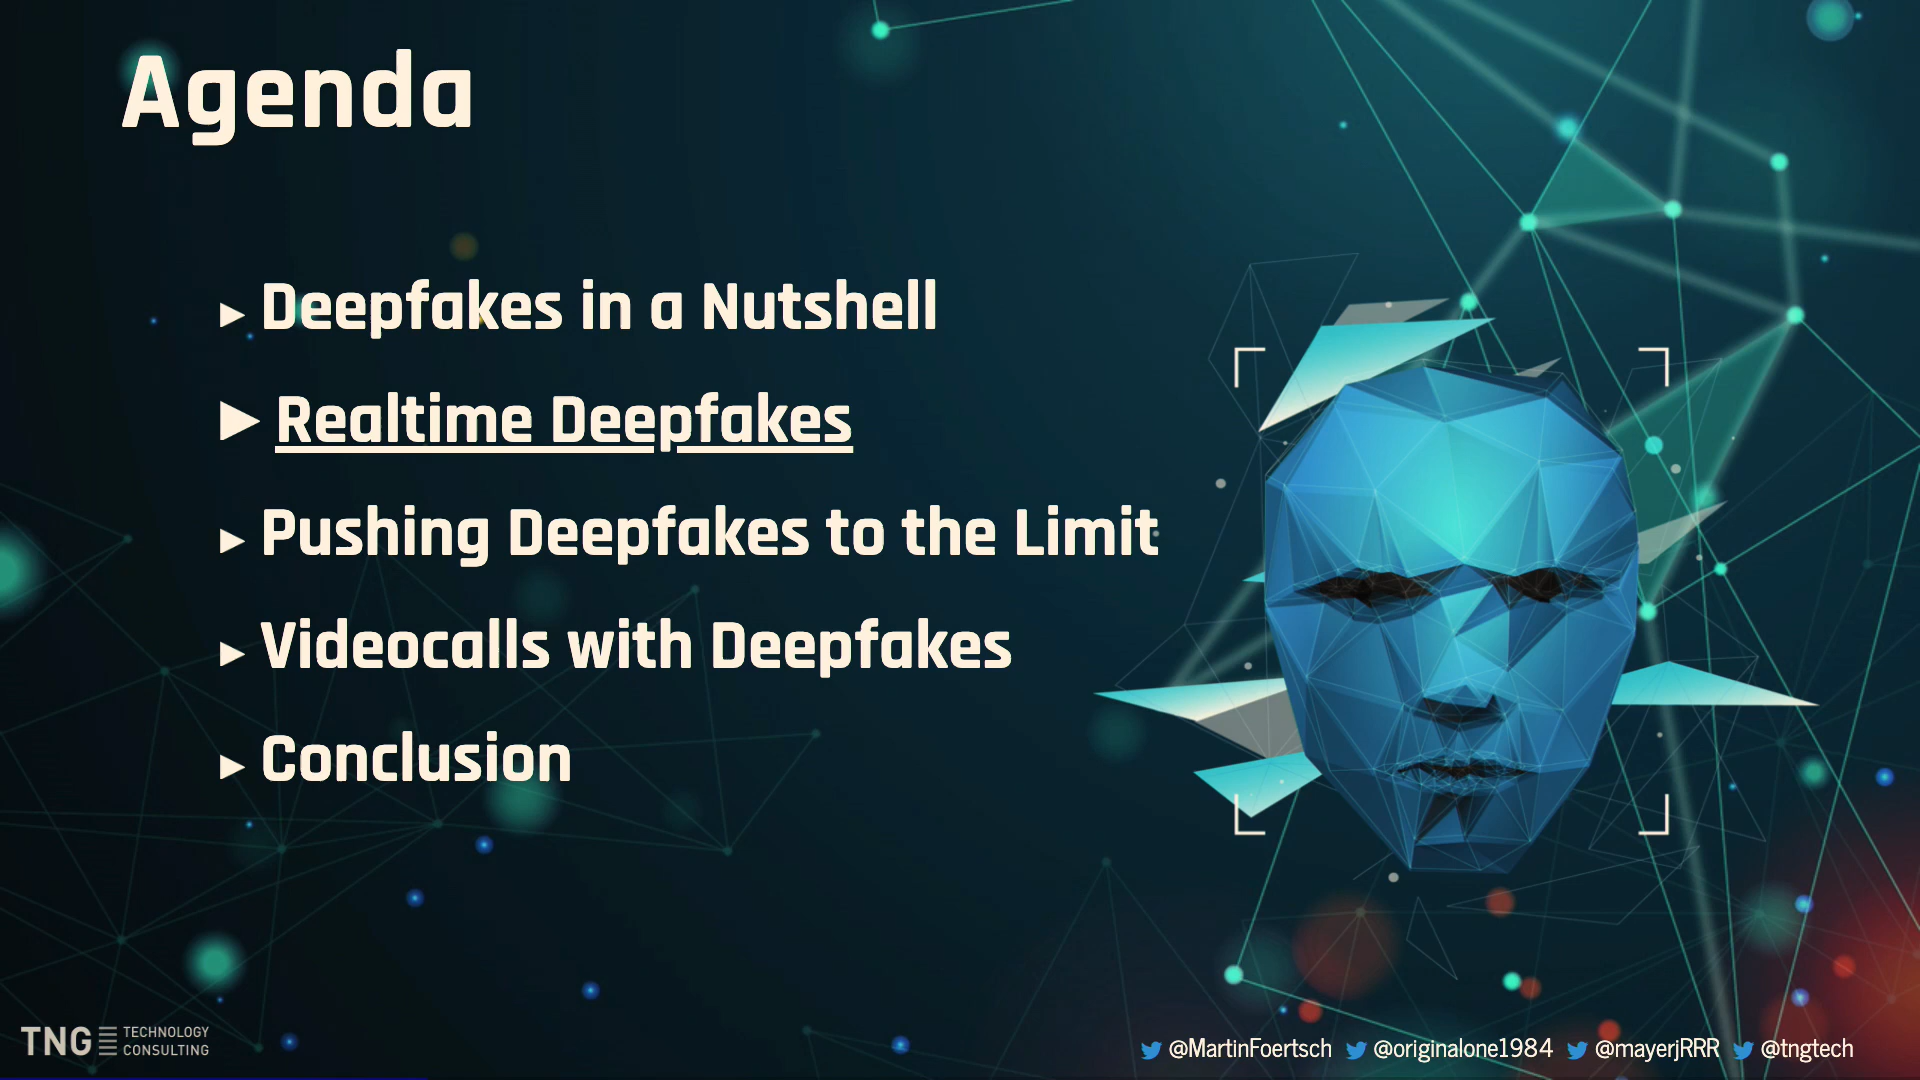 Agenda
▸ Deepfakes in a Nutshell
▸ Realtime Deepfakes
▸ Pushing Deepfakes to the Limit
▸ Videocalls with Deepfakes
▸ Conclusion
TNG TECHNOLOGY
CONSULTING
@MartinFoertsch @originalone1984 @mayerjRRR @tngtech